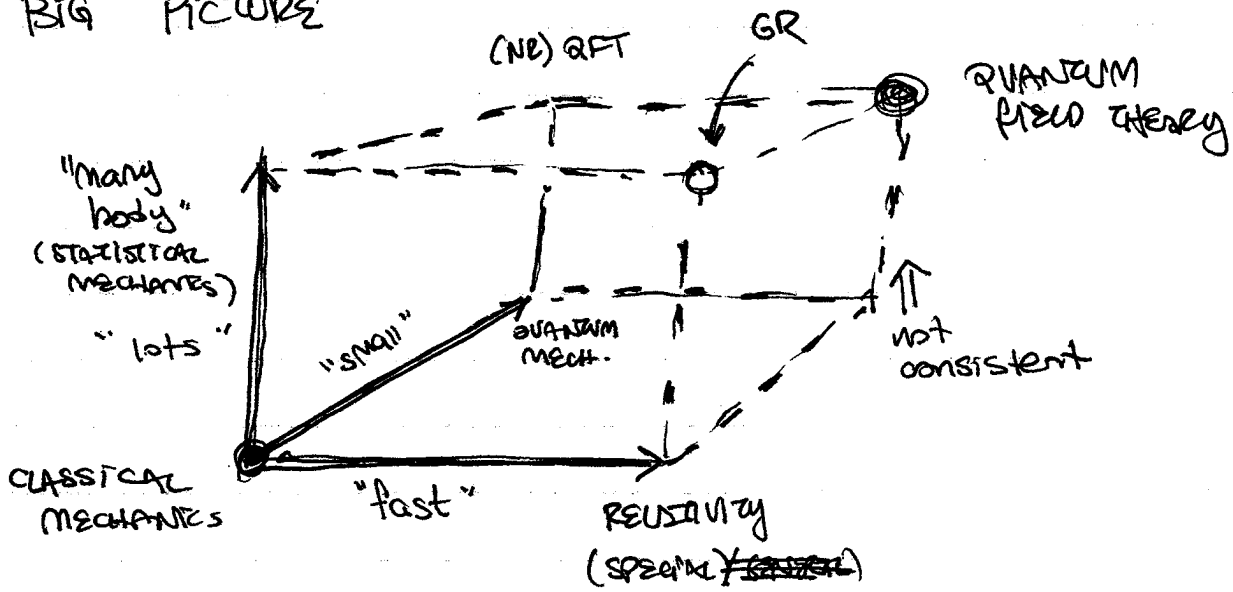 BIG PICTURE
(NR) QFT
GR
QUANTUM
FIELD THEORY
"many
body"
(STATISTICAL
MECHANICS)
"lots"
"small"
QUANTUM
MECH.
not
consistent
CLASSICAL
MECHANICS
"fast"
RELATIVITY
(SPECIAL)